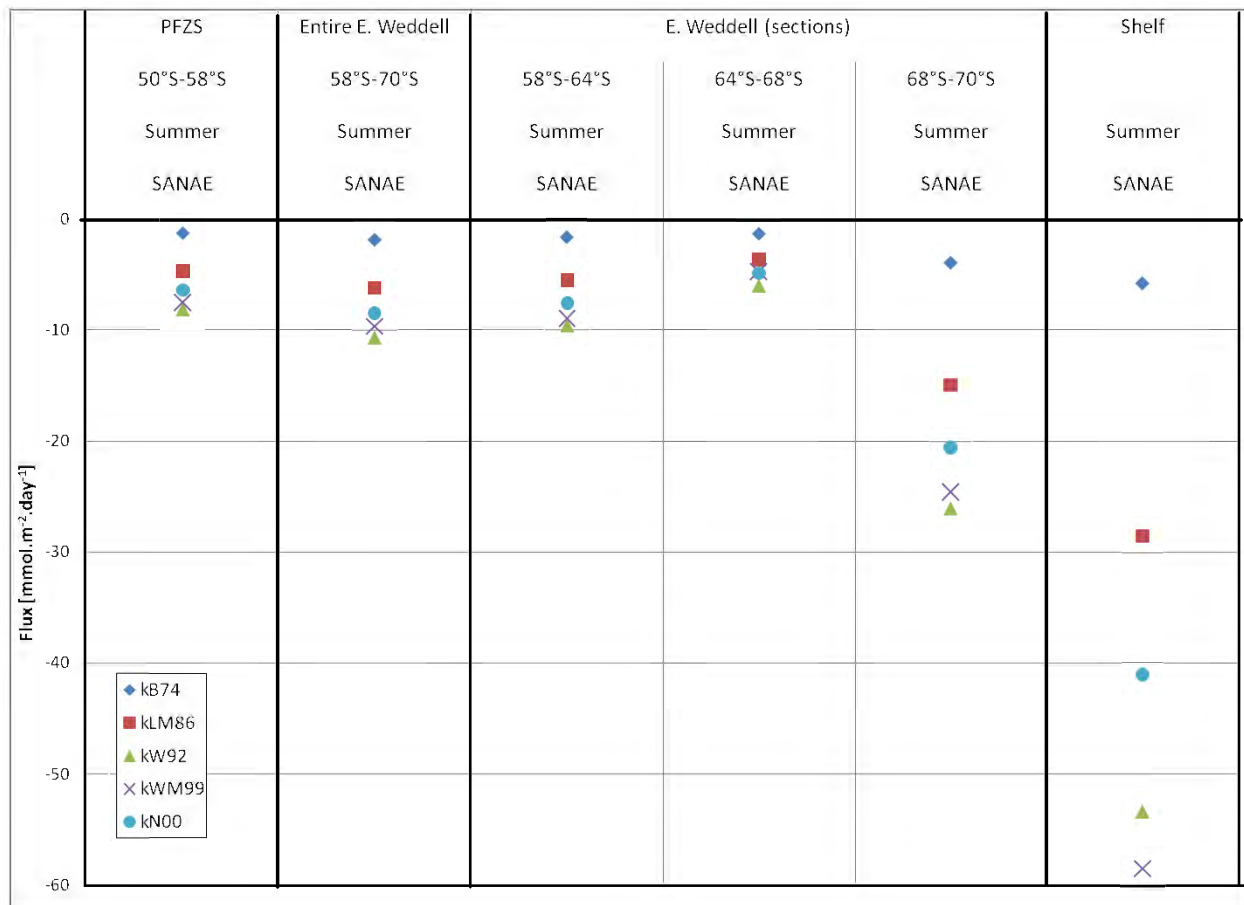 PFZS Entire E. Weddell E. Weddell (sections) Shelf
50°S-58°S 58°S-70°S 58°S-64°S 64°S-68°S 68°S-70°S
Summer Summer Summer Summer Summer Summer
SANAE SANAE SANAE SANAE SANAE SANAE
0
-10
-20
-30
-40
-50
-60
Flux [mmol.m⁻².day⁻¹]
kB74
kLM86
kW92
kWM99
kN00